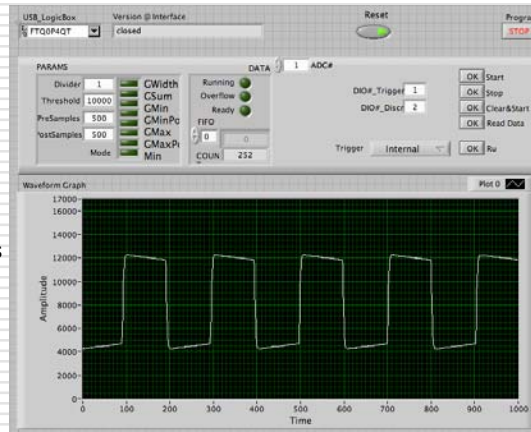 USB_LogicBox
Version @ Interface
Reset
Progra
FTQ0P4QT
closed
STOP
PARAMS
DATA
1 ADC#
Divider 1
Threshold 10000
PreSamples 500
PostSamples 500
Mode
GWidth
GSum
GMin
GMinPo
GMax
GMaxPo
Min
Running
Overflow
Ready
FIFO
0
0
COUN 252
DIO#_Trigger 1
DIO#_Discr 2
Trigger Internal
OK Start
OK Stop
OK Clear&Start
OK Read Data
OK Ru
Waveform Graph
Plot 0
17000
16000
14000
12000
10000
8000
6000
4000
2000
0
Amplitude
0 100 200 300 400 500 600 700 800 900 1000
Time
s